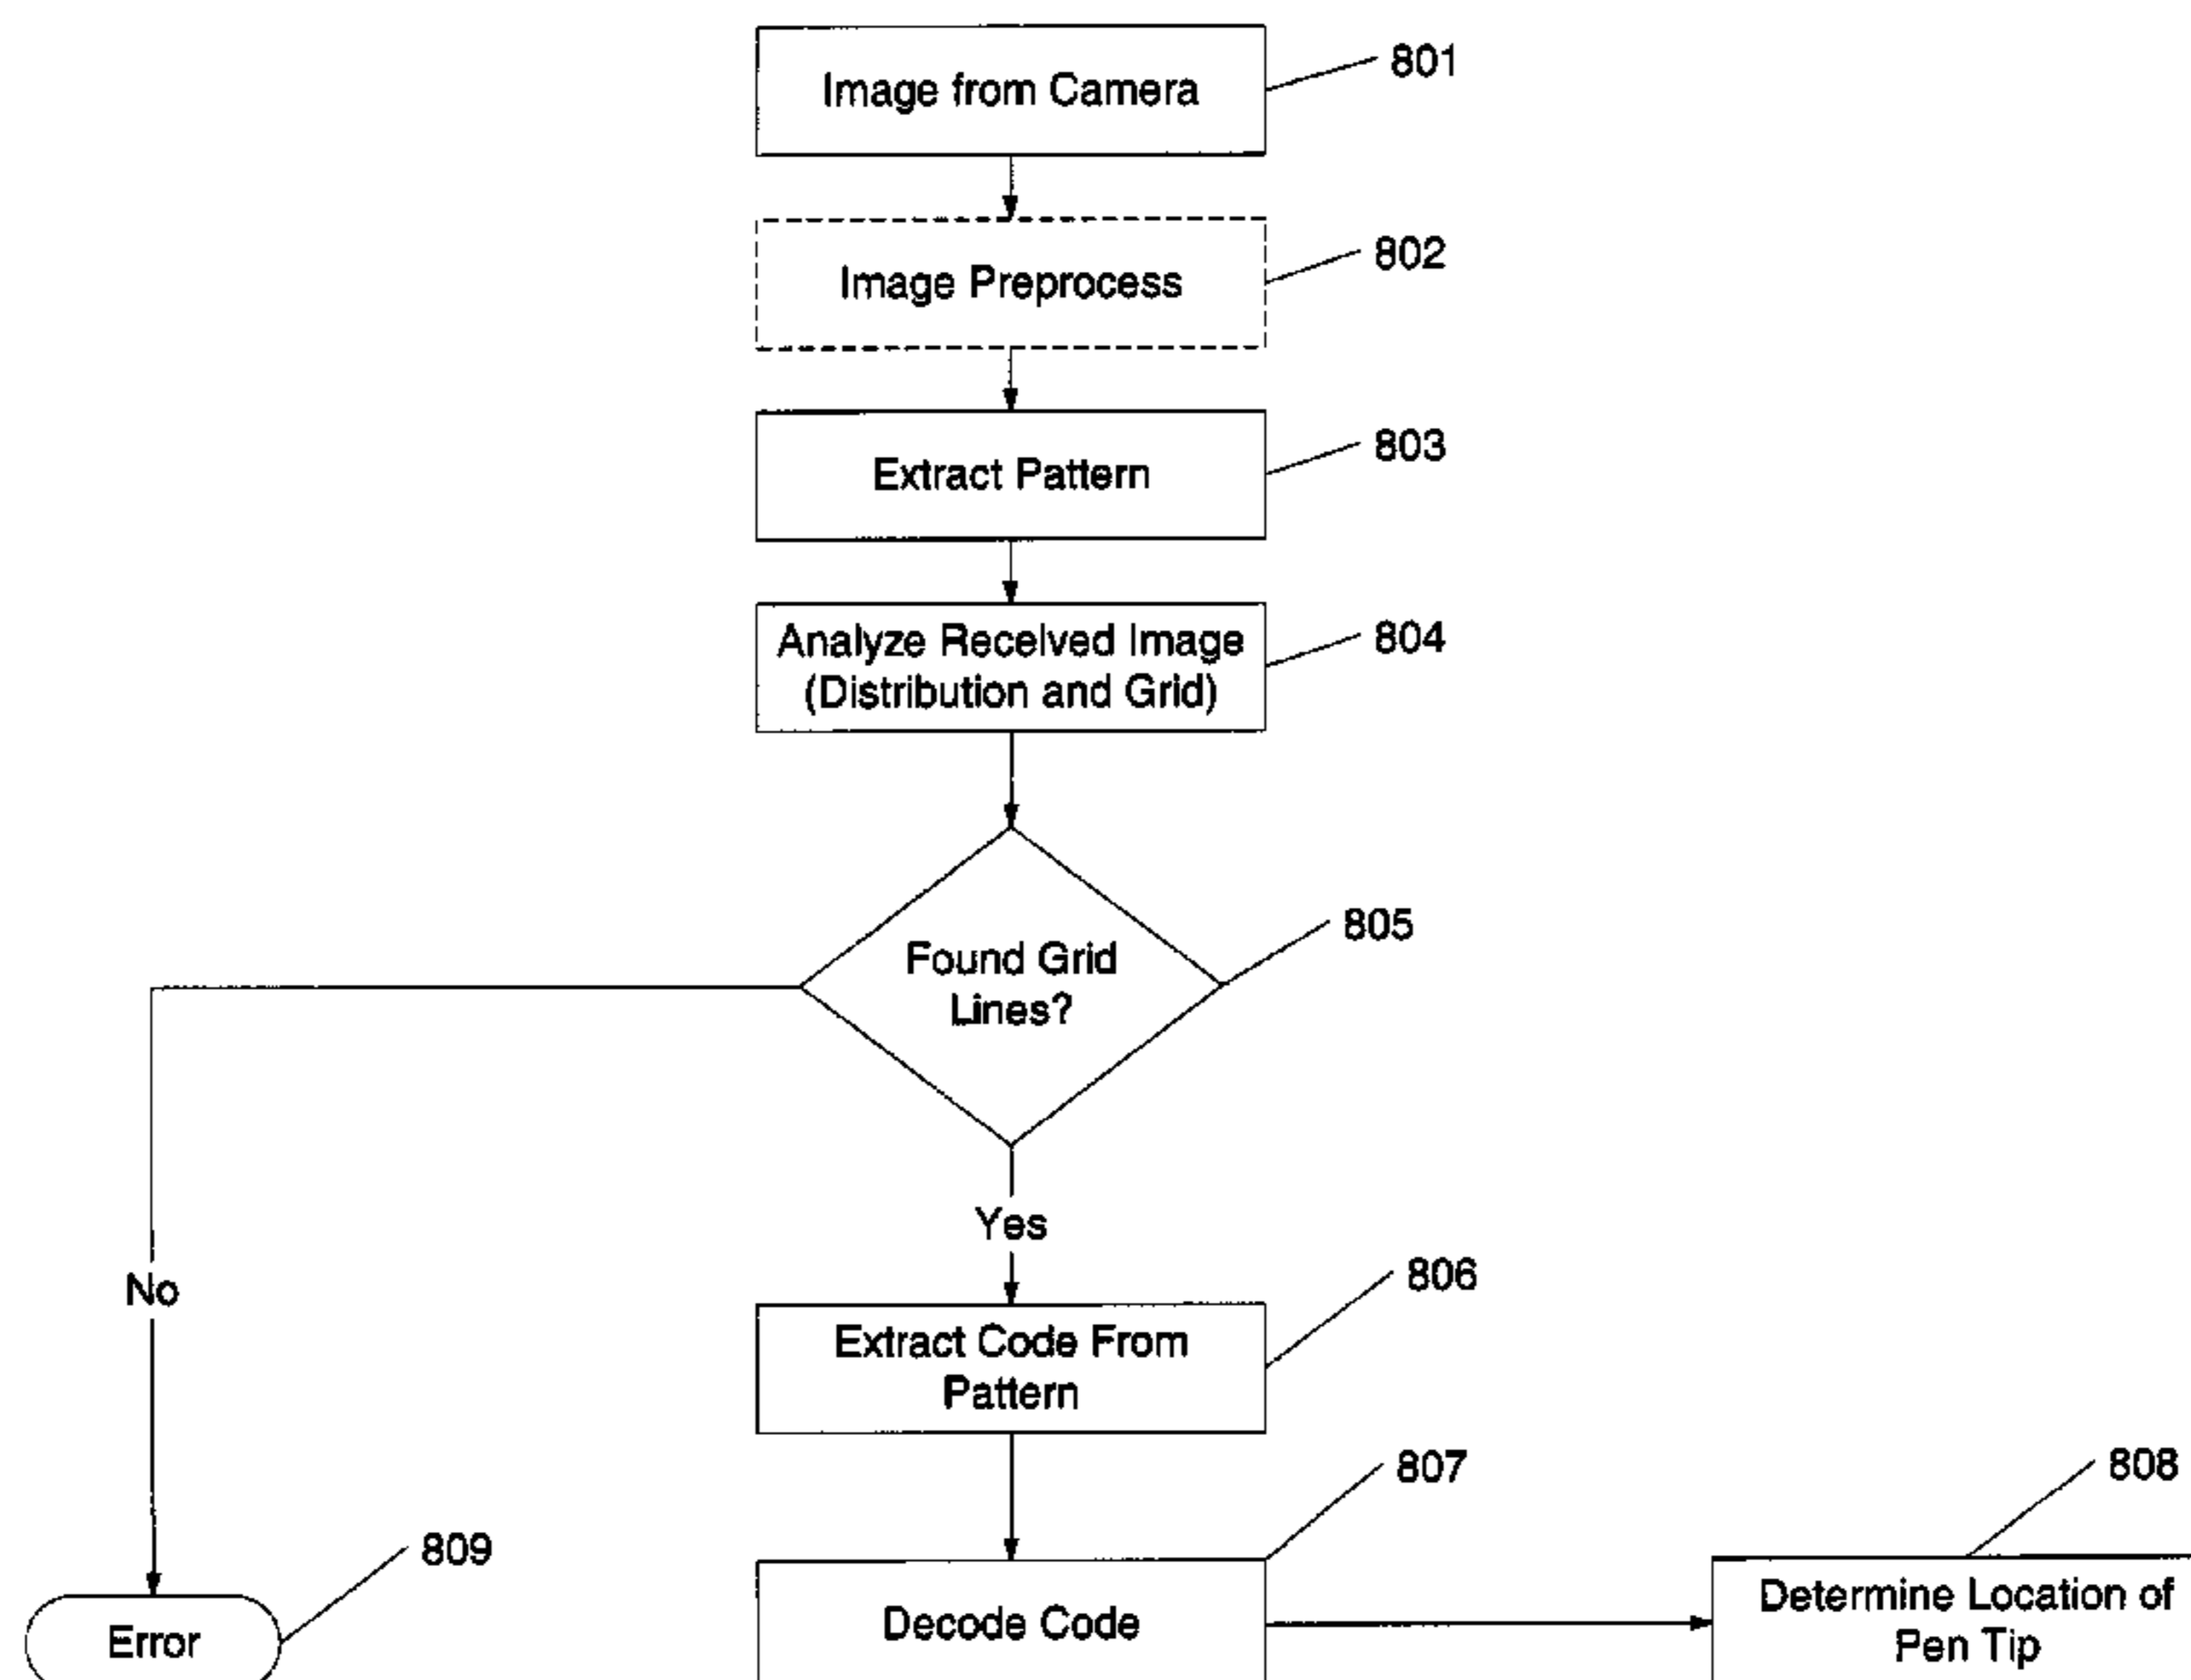 Image from Camera
801
Image Preprocess
802
Extract Pattern
803
Analyze Received Image
(Distribution and Grid)
804
Found Grid
Lines?
805
Yes
No
Extract Code From
Pattern
806
Decode Code
807
Determine Location of
Pen Tip
808
Error
809